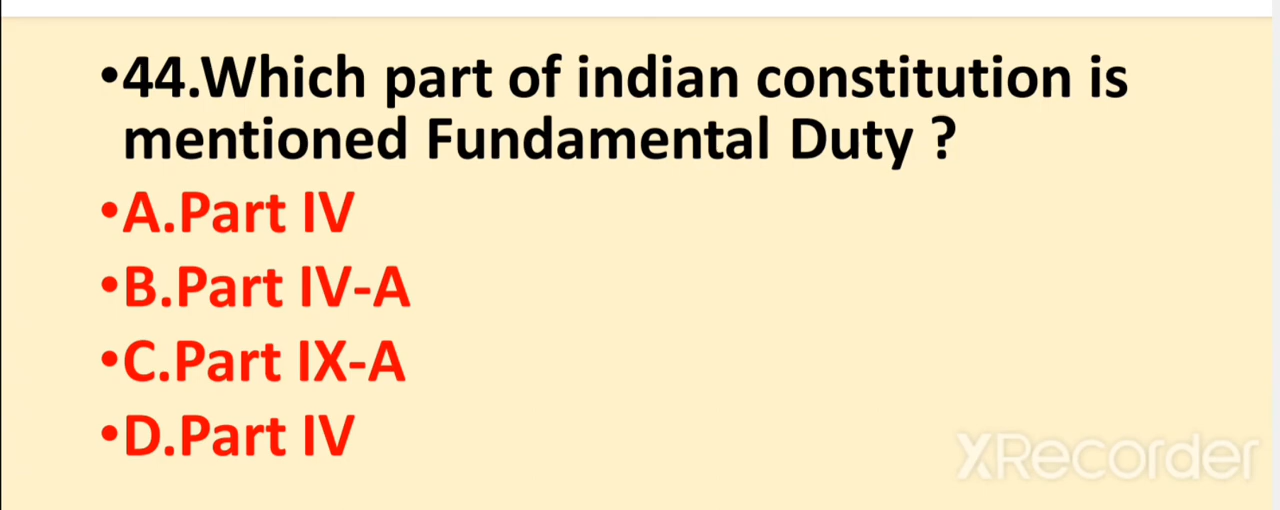 •44.Which part of indian constitution is
mentioned Fundamental Duty ?
•A.Part IV
•B.Part IV-A
•C.Part IX-A
•D.Part IV
XRecorder